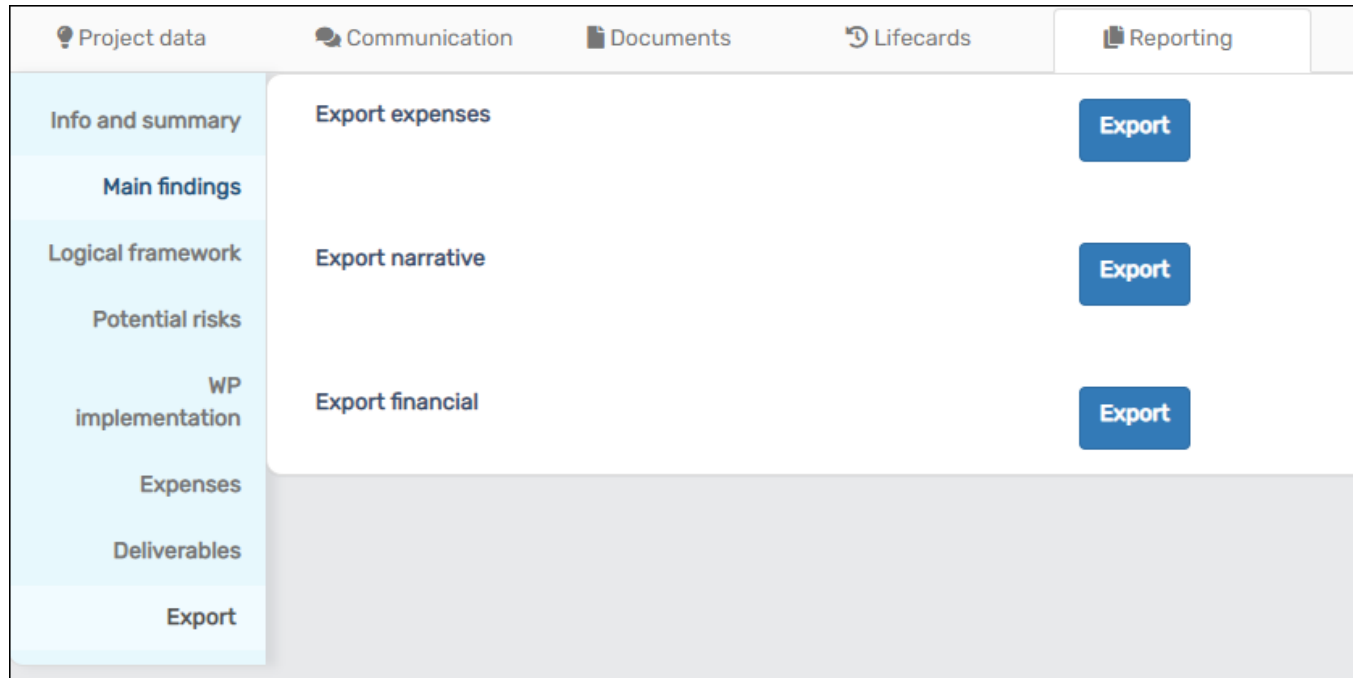 Project data
Communication
Documents
Lifecards
Reporting
Info and summary
Main findings
Logical framework
Potential risks
WP
implementation
Expenses
Deliverables
Export
Export expenses
Export
Export narrative
Export
Export financial
Export